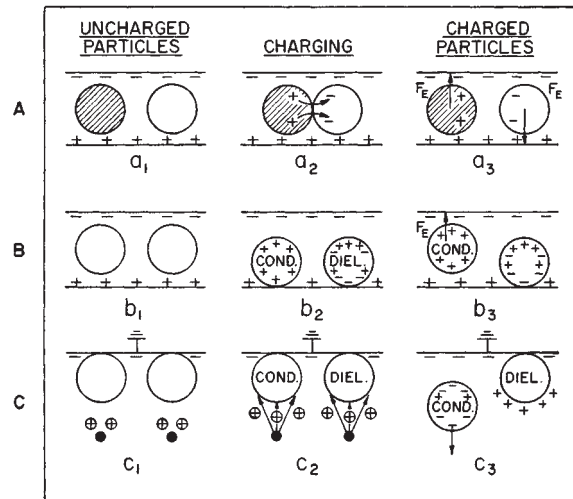 UNCHARGED PARTICLES CHARGING CHARGED PARTICLES
A
F_E F_E
a₁ a₂ a₃
B
F_E
COND. DIEL. COND.
b₁ b₂ b₃
C
COND. DIEL. COND. DIEL.
c₁ c₂ c₃